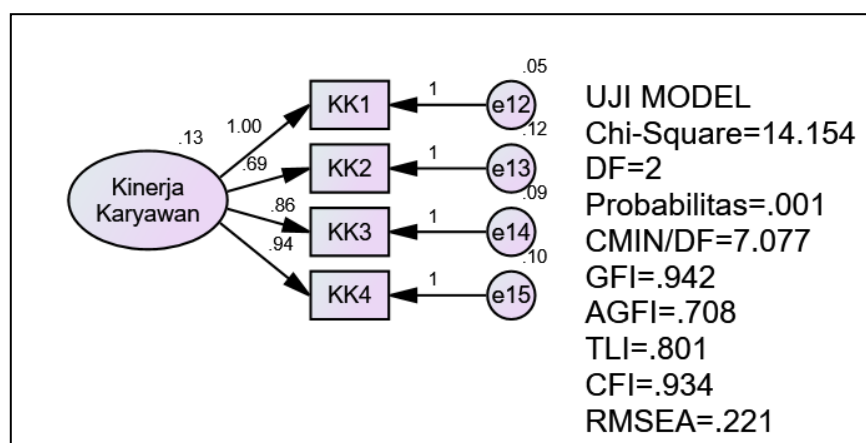 .05
KK1
1
e12
1.00
.13
.12
.69
KK2
1
e13
Kinerja
Karyawan
.09
.86
KK3
1
e14
.10
.94
KK4
1
e15
UJI MODEL
Chi-Square=14.154
DF=2
Probabilitas=.001
CMIN/DF=7.077
GFI=.942
AGFI=.708
TLI=.801
CFI=.934
RMSEA=.221